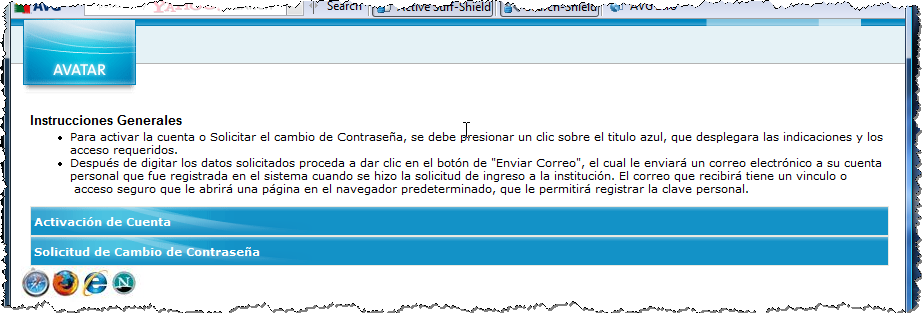 AVG YAHOO! Search Active Surf-Shield Search-Shield AVG
AVATAR
Instrucciones Generales
• Para activar la cuenta o Solicitar el cambio de Contraseña, se debe presionar un clic sobre el titulo azul, que desplegara las indicaciones y los
acceso requeridos.
• Después de digitar los datos solicitados proceda a dar clic en el botón de "Enviar Correo", el cual le enviará un correo electrónico a su cuenta
personal que fue registrada en el sistema cuando se hizo la solicitud de ingreso a la institución. El correo que recibirá tiene un vinculo o
acceso seguro que le abrirá una página en el navegador predeterminado, que le permitirá registrar la clave personal.
Activación de Cuenta
Solicitud de Cambio de Contraseña
N